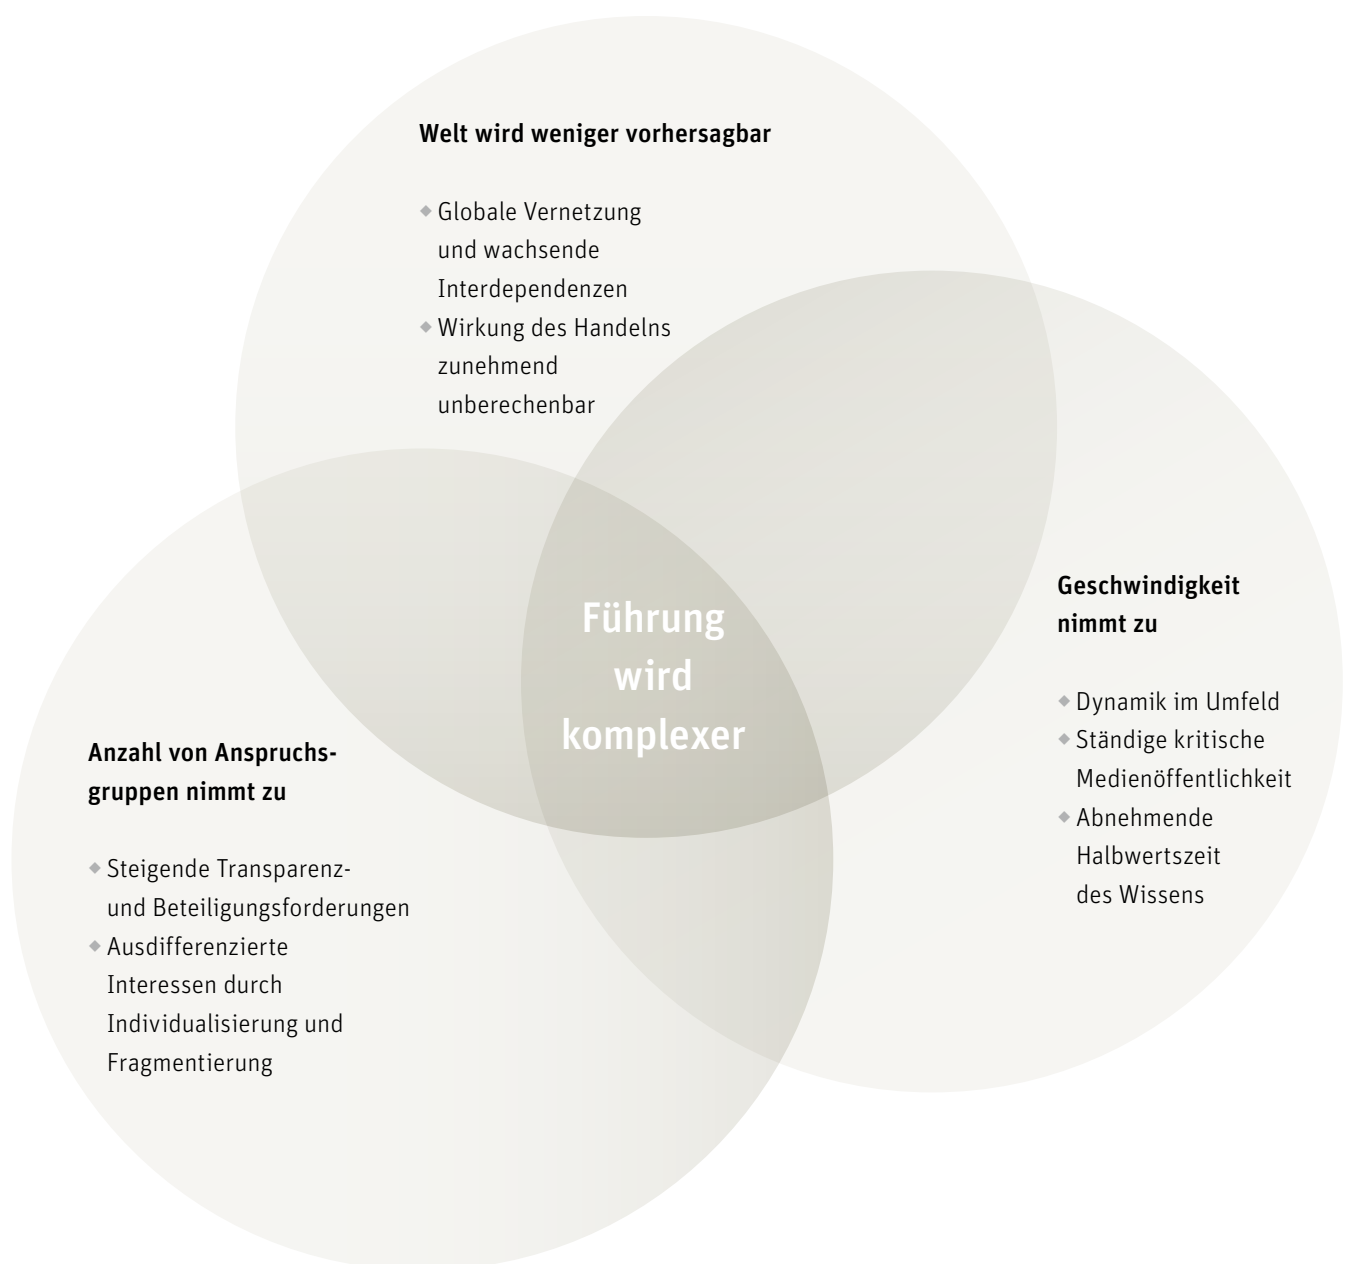 Welt wird weniger vorhersagbar
Globale Vernetzung
und wachsende
Interdependenzen
Wirkung des Handelns
zunehmend
unberechenbar
Führung
wird
komplexer
Geschwindigkeit
nimmt zu
Dynamik im Umfeld
Ständige kritische
Medienöffentlichkeit
Abnehmende
Halbwertszeit
des Wissens
Anzahl von Anspruchs-
gruppen nimmt zu
Steigende Transparenz-
und Beteiligungsforderungen
Ausdifferenzierte
Interessen durch
Individualisierung und
Fragmentierung